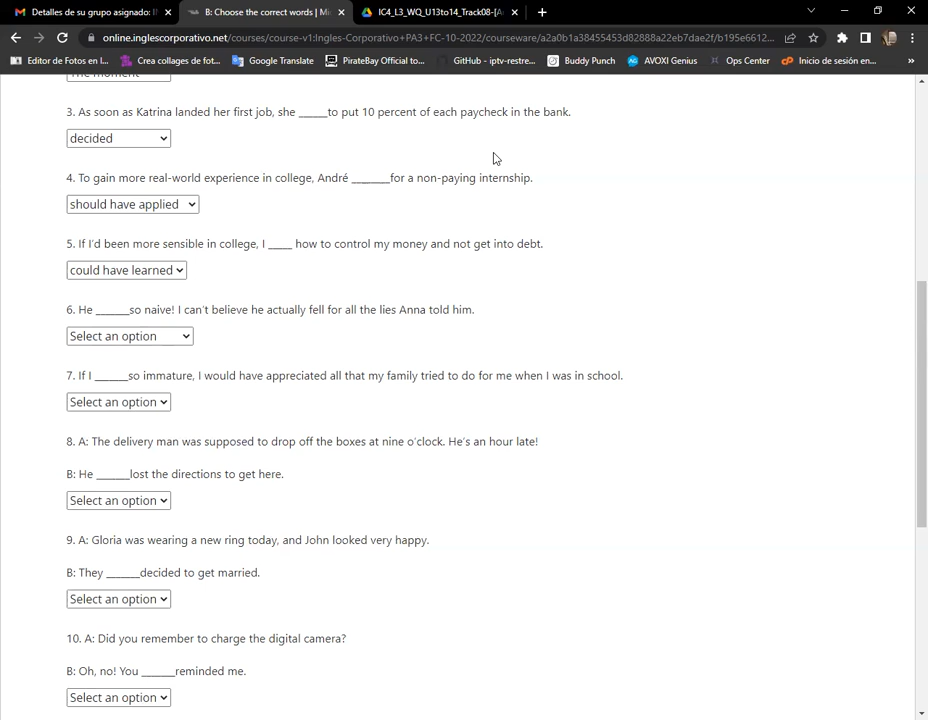 Detalles de su grupo asignado: I
B: Choose the correct words | Mi
IC4_L3_WQ_U13to14_Track08-[A
online.inglescorporativo.net/courses/course-v1:Ingles-Corporativo+PA3+FC-10-2022/courseware/a2a0b1a38455453d82888a22eb7dae2f/b195e6612...
Editor de Fotos en l... Crea collages de fot... Google Translate PirateBay Official to... GitHub - iptv-restre... Buddy Punch AVOXI Genius Ops Center Inicio de sesión en... »
The moment
3. As soon as Katrina landed her first job, she ______to put 10 percent of each paycheck in the bank.
decided
4. To gain more real-world experience in college, André ________for a non-paying internship.
should have applied
5. If I'd been more sensible in college, I _____ how to control my money and not get into debt.
could have learned
6. He _______so naive! I can't believe he actually fell for all the lies Anna told him.
Select an option
7. If I _______so immature, I would have appreciated all that my family tried to do for me when I was in school.
Select an option
8. A: The delivery man was supposed to drop off the boxes at nine o'clock. He's an hour late!
B: He _______lost the directions to get here.
Select an option
9. A: Gloria was wearing a new ring today, and John looked very happy.
B: They _______decided to get married.
Select an option
10. A: Did you remember to charge the digital camera?
B: Oh, no! You _______reminded me.
Select an option